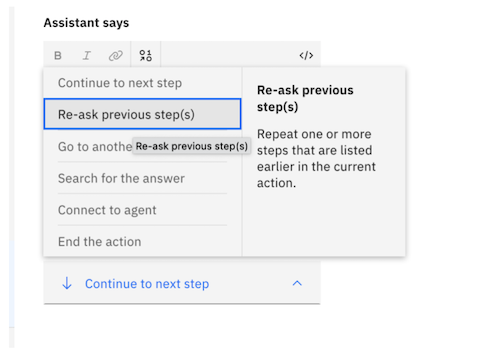 Assistant says
B I </>
Continue to next step
Re-ask previous step(s)
Go to anothe
Re-ask previous step(s)
Search for the answer
Connect to agent
End the action
Re-ask previous
step(s)
Repeat one or more
steps that are listed
earlier in the current
action.
Continue to next step